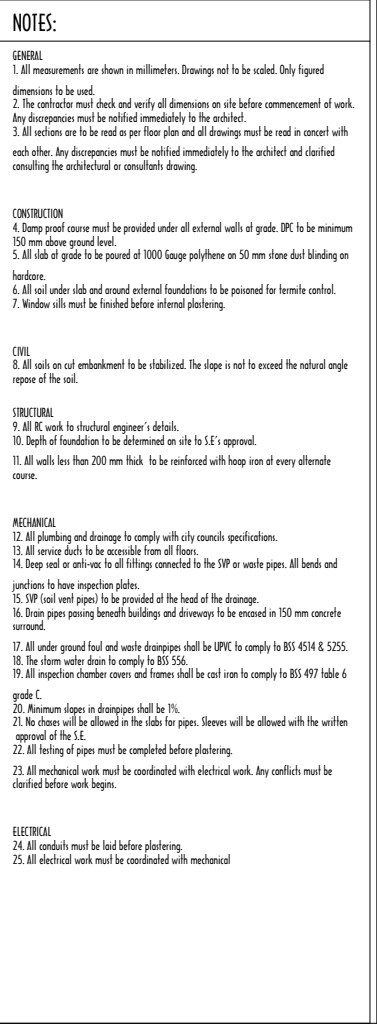 NOTES:
GENERAL
1. All measurements are shown in millimeters. Drawings not to be scaled. Only figured
dimensions to be used.
2. The contractor must check and verify all dimensions on site before commencement of work.
Any discrepancies must be notified immediately to the architect.
3. All sections are to be read as per floor plan and all drawings must be read in concert with
each other. Any discrepancies must be notified immediately to the architect and clarified
consulting the architectural or consultants drawing.
CONSTRUCTION
4. Damp proof course must be provided under all external walls at grade. DPC to be minimum
150 mm above ground level.
5. All slab at grade to be poured at 1000 Gauge polythene on 50 mm stone dust blinding on
hardcore.
6. All soil under slab and around external foundations to be poisoned for termite control.
7. Window sills must be finished before internal plastering.
CIVIL
8. All soils on cut embankment to be stabilized. The slope is not to exceed the natural angle
repose of the soil.
STRUCTURAL
9. All RC work to structural engineer's details.
10. Depth of foundation to be determined on site to S.E's approval.
11. All walls less than 200 mm thick to be reinforced with hoop iron at every alternate
course.
MECHANICAL
12. All plumbing and drainage to comply with city councils specifications.
13. All service ducts to be accessible from all floors.
14. Deep seal or anti-vac to all fittings connected to the SVP or waste pipes. All bends and
junctions to have inspection plates.
15. SVP (soil vent pipes) to be provided at the head of the drainage.
16. Drain pipes passing beneath buildings and driveways to be encased in 150 mm concrete
surround.
17. All under ground foul and waste drainpipes shall be UPVC to comply to BSS 4514 & 5255.
18. The storm water drain to comply to BSS 556.
19. All inspection chamber covers and frames shall be cast iron to comply to BSS 497 table 6
grade C.
20. Minimum slopes in drainpipes shall be 1%.
21. No chases will be allowed in the slabs for pipes. Sleeves will be allowed with the written
approval of the S.E.
22. All testing of pipes must be completed before plastering.
23. All mechanical work must be coordinated with electrical work. Any conflicts must be
clarified before work begins.
ELECTRICAL
24. All conduits must be laid before plastering.
25. All electrical work must be coordinated with mechanical